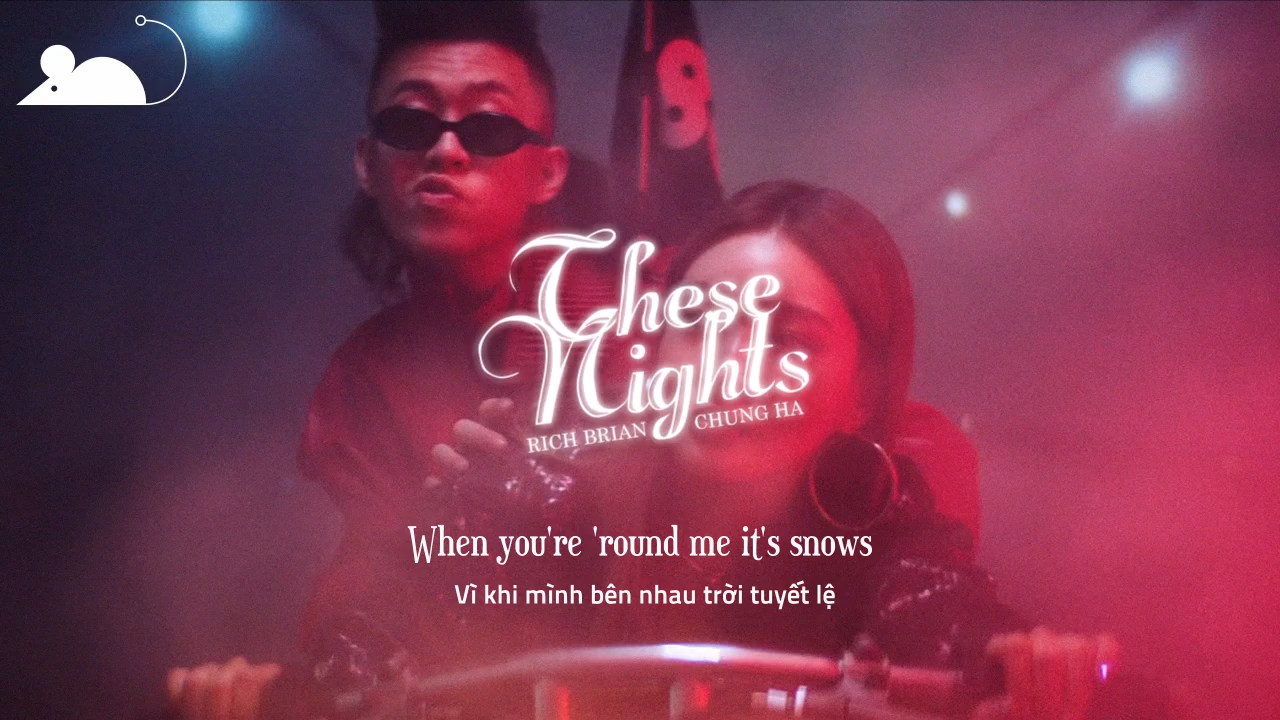 These
Nights
RICH BRIAN CHUNG HA
When you're 'round me it's snows
Vì khi mình bên nhau trời tuyết lệ